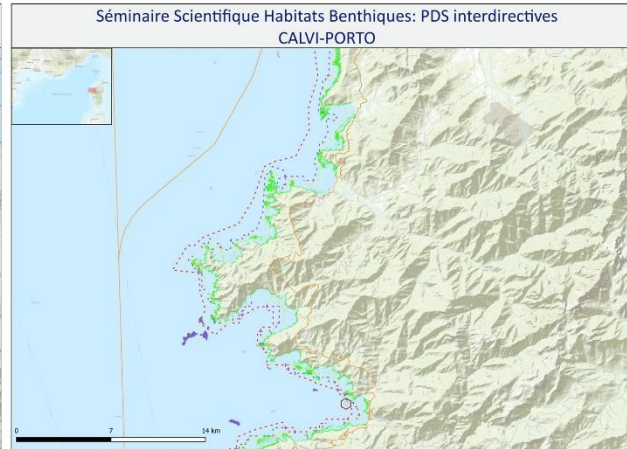 Séminaire Scientifique Habitats Benthiques: PDS interdirectives
CALVI-PORTO
0 7 14 km